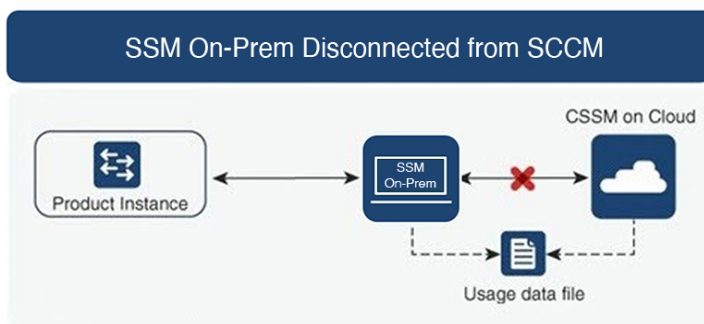 SSM On-Prem Disconnected from SCCM
CSSM on Cloud
SSM
On-Prem
Product Instance
Usage data file